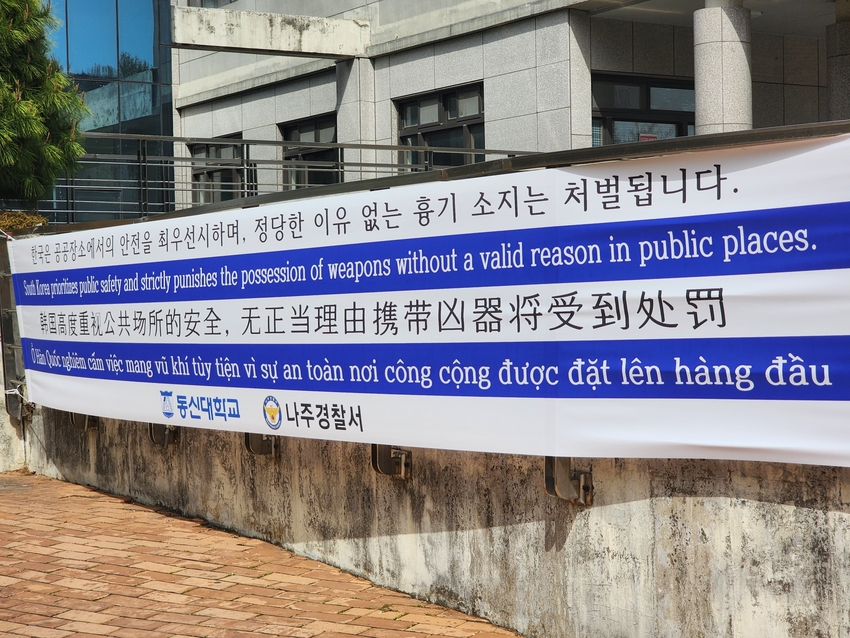 한국은 공공장소에서의 안전을 최우선시하며, 정당한 이유 없는 흉기 소지는 처벌됩니다.
South Korea prioritizes public safety and strictly punishes the possession of weapons without a valid reason in public places.
韩国高度重视公共场所的安全, 无正当理由携带凶器将受到处罚
Ở Hàn Quốc nghiêm cấm việc mang vũ khí tùy tiện vì sự an toàn nơi công cộng được đặt lên hàng đầu
동신대학교 나주경찰서